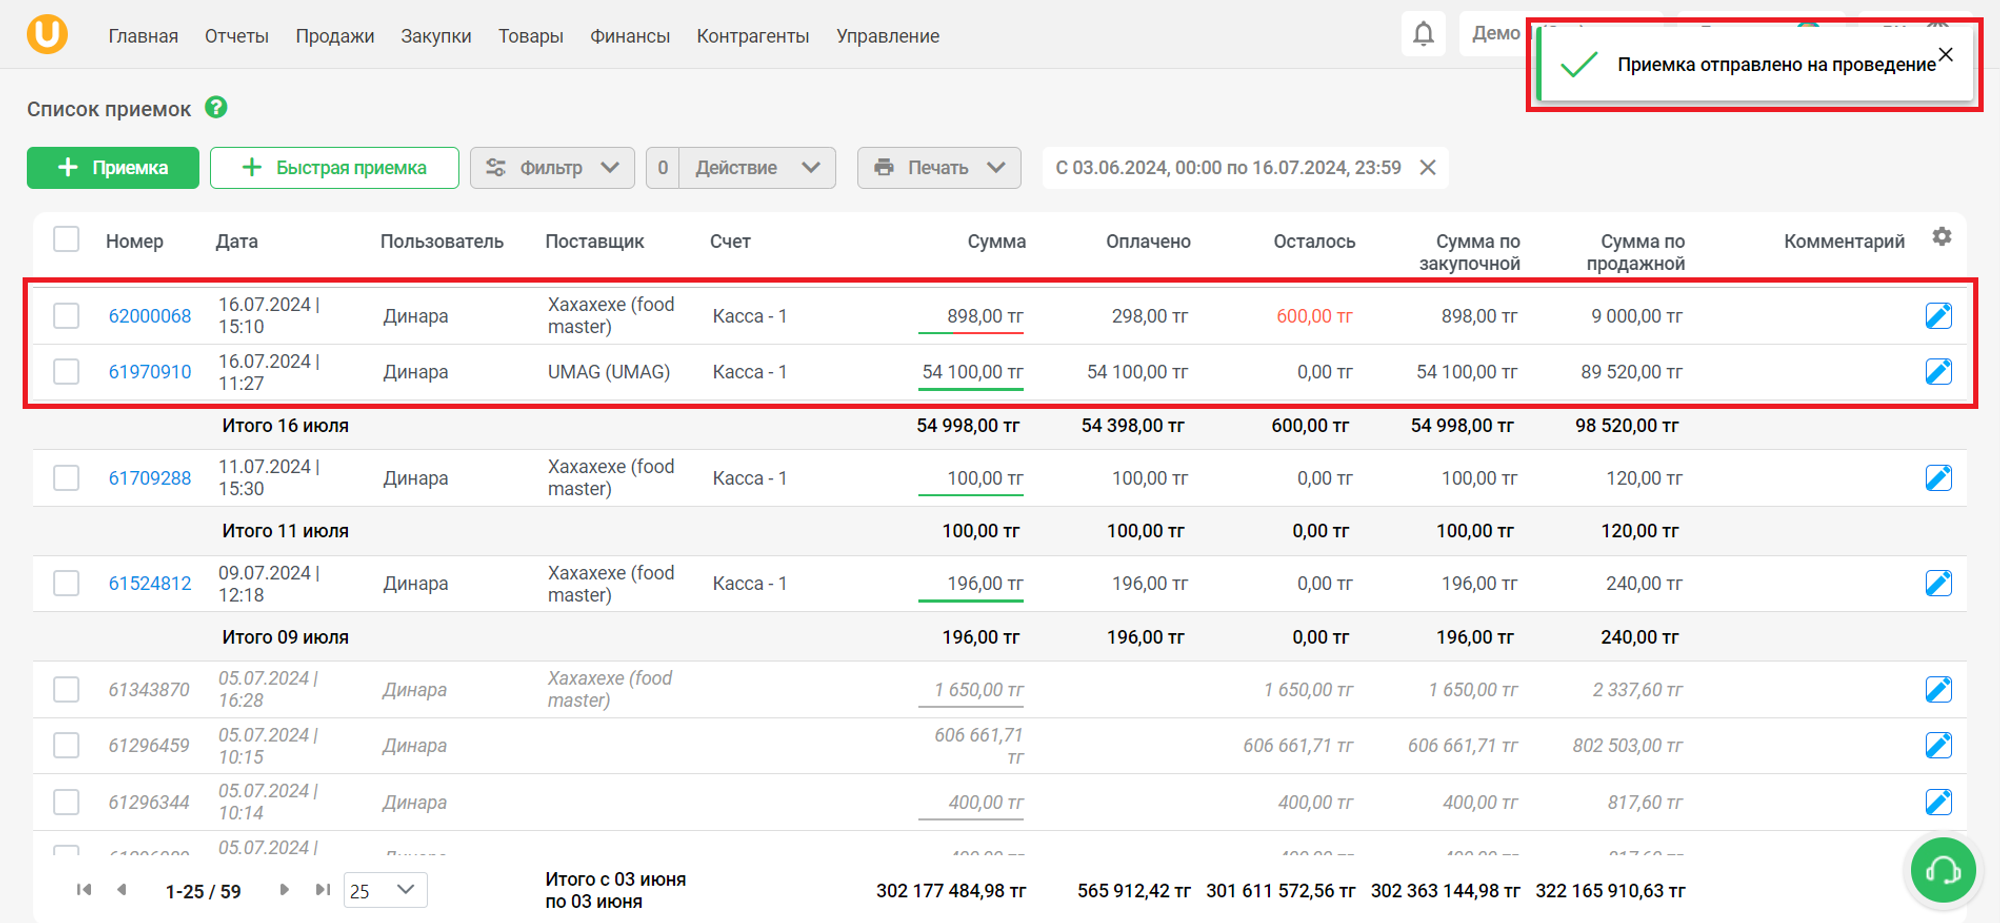 Главная Отчеты Продажи Закупки Товары Финансы Контрагенты Управление Демо
Приемка отправлено на проведение
Список приемок ?
+ Приемка + Быстрая приемка Фильтр 0 Действие Печать С 03.06.2024, 00:00 по 16.07.2024, 23:59
Номер Дата Пользователь Поставщик Счет Сумма Оплачено Осталось Сумма по закупочной Сумма по продажной Комментарий
62000068 16.07.2024 | 15:10 Динара Хахахехе (food master) Касса - 1 898,00 тг 298,00 тг 600,00 тг 898,00 тг 9 000,00 тг
61970910 16.07.2024 | 11:27 Динара UMAG (UMAG) Касса - 1 54 100,00 тг 54 100,00 тг 0,00 тг 54 100,00 тг 89 520,00 тг
Итого 16 июля 54 998,00 тг 54 398,00 тг 600,00 тг 54 998,00 тг 98 520,00 тг
61709288 11.07.2024 | 15:30 Динара Хахахехе (food master) Касса - 1 100,00 тг 100,00 тг 0,00 тг 100,00 тг 120,00 тг
Итого 11 июля 100,00 тг 100,00 тг 0,00 тг 100,00 тг 120,00 тг
61524812 09.07.2024 | 12:18 Динара Хахахехе (food master) Касса - 1 196,00 тг 196,00 тг 0,00 тг 196,00 тг 240,00 тг
Итого 09 июля 196,00 тг 196,00 тг 0,00 тг 196,00 тг 240,00 тг
61343870 05.07.2024 | 16:28 Динара Хахахехе (food master) 1 650,00 тг 1 650,00 тг 1 650,00 тг 2 337,60 тг
61296459 05.07.2024 | 10:15 Динара 606 661,71 тг 606 661,71 тг 606 661,71 тг 802 503,00 тг
61296344 05.07.2024 | 10:14 Динара 400,00 тг 400,00 тг 400,00 тг 817,60 тг
05.07.2024 |
1-25 / 59 25 Итого с 03 июня по 03 июня 302 177 484,98 тг 565 912,42 тг 301 611 572,56 тг 302 363 144,98 тг 322 165 910,63 тг